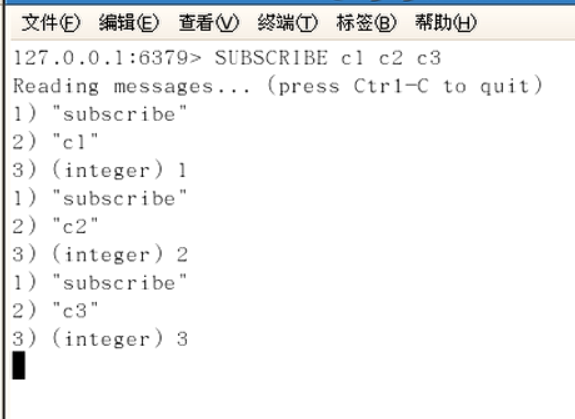 文件(F) 编辑(E) 查看(V) 终端(T) 标签(B) 帮助(H)
127.0.0.1:6379> SUBSCRIBE c1 c2 c3
Reading messages... (press Ctrl-C to quit)
1) "subscribe"
2) "c1"
3) (integer) 1
1) "subscribe"
2) "c2"
3) (integer) 2
1) "subscribe"
2) "c3"
3) (integer) 3